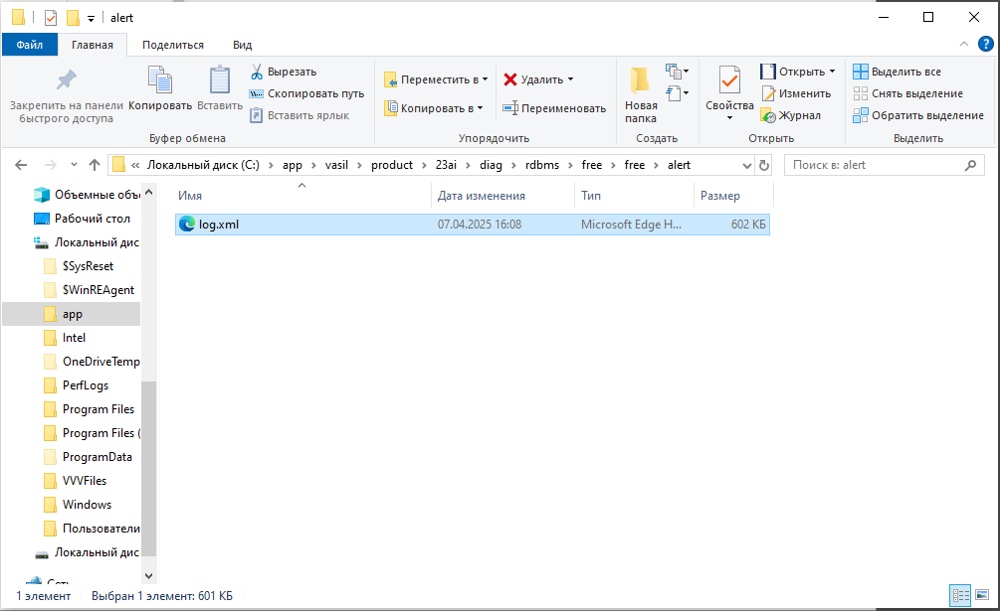 alert
Файл Главная Поделиться Вид
Закрепить на панели быстрого доступа
Копировать
Вставить
Вырезать
Скопировать путь
Вставить ярлык
Буфер обмена
Переместить в
Копировать в
Удалить
Переименовать
Упорядочить
Новая папка
Создать
Свойства
Открыть
Изменить
Журнал
Открыть
Выделить все
Снять выделение
Обратить выделение
Выделить
« Локальный диск (C:) > app > vasil > product > 23ai > diag > rdbms > free > free > alert
Поиск в: alert
Имя Дата изменения Тип Размер
log.xml 07.04.2025 16:08 Microsoft Edge H... 602 КБ
Объемные объ
Рабочий стол
Локальный дис
$SysReset
$WinREAgent
app
Intel
OneDriveTemp
PerfLogs
Program Files
Program Files (
ProgramData
VVVFiles
Windows
Пользователи
Локальный дис
Сеть
1 элемент Выбран 1 элемент: 601 КБ